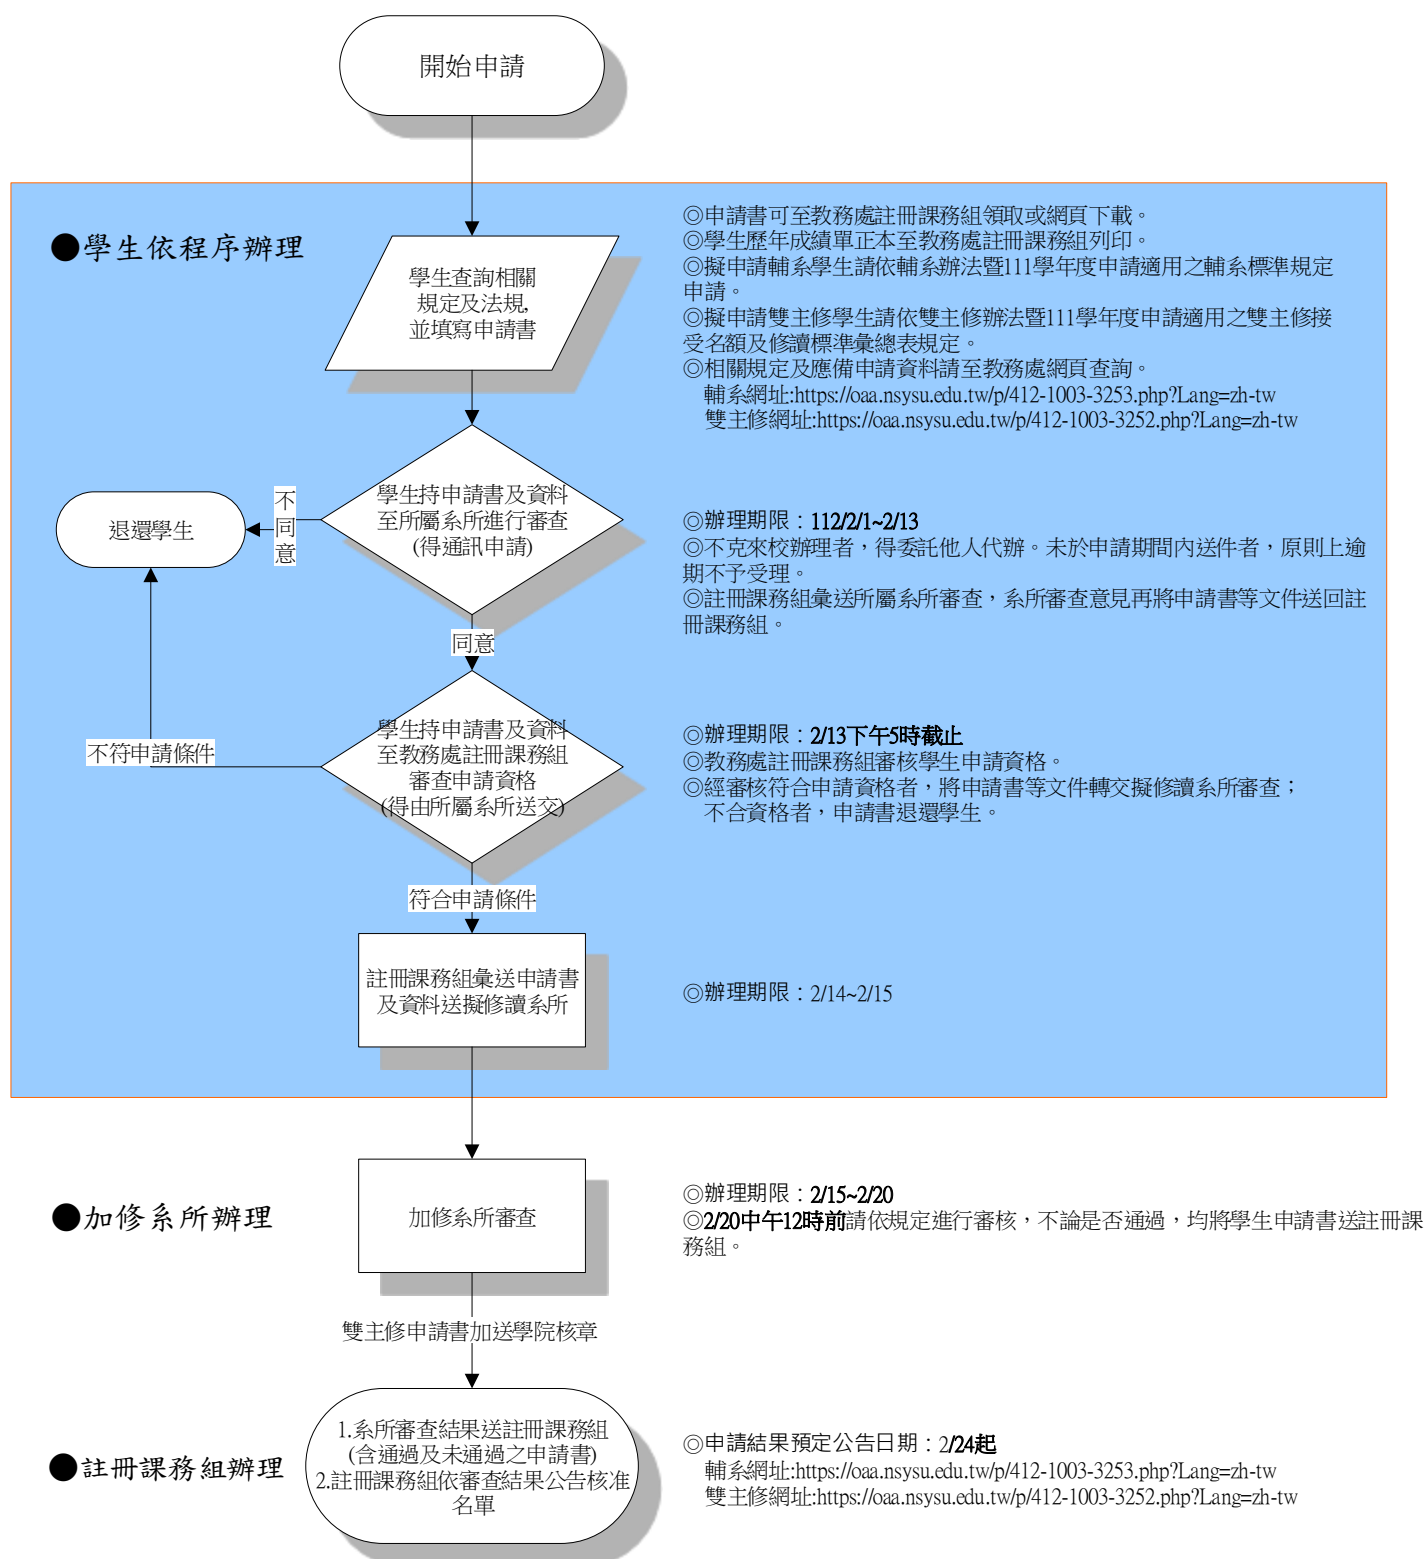 開始申請
●學生依程序辦理
學生查詢相關
規定及法規,
並填寫申請書
◎申請書可至教務處註冊課務組領取或網頁下載。
◎學生歷年成績單正本至教務處註冊課務組列印。
◎擬申請輔系學生請依輔系辦法暨111學年度申請適用之輔系標準規定
申請。
◎擬申請雙主修學生請依雙主修辦法暨111學年度申請適用之雙主修接
受名額及修讀標準彙總表規定。
◎相關規定及應備申請資料請至教務處網頁查詢。
輔系網址:https://oaa.nsysu.edu.tw/p/412-1003-3253.php?Lang=zh-tw
雙主修網址:https://oaa.nsysu.edu.tw/p/412-1003-3252.php?Lang=zh-tw
學生持申請書及資料
至所屬系所進行審查
(得通訊申請)
不
同
意
退還學生
◎辦理期限：112/2/1~2/13
◎不克來校辦理者，得委託他人代辦。未於申請期間內送件者，原則上逾
期不予受理。
◎註冊課務組彙送所屬系所審查，系所審查意見再將申請書等文件送回註
冊課務組。
同意
學生持申請書及資料
至教務處註冊課務組
審查申請資格
(得由所屬系所送交)
不符申請條件
◎辦理期限：2/13下午5時截止
◎教務處註冊課務組審核學生申請資格。
◎經審核符合申請資格者，將申請書等文件轉交擬修讀系所審查；
不合資格者，申請書退還學生。
符合申請條件
註冊課務組彙送申請書
及資料送擬修讀系所
◎辦理期限：2/14~2/15
●加修系所辦理
加修系所審查
◎辦理期限：2/15~2/20
◎2/20中午12時前請依規定進行審核，不論是否通過，均將學生申請書送註冊課
務組。
雙主修申請書加送學院核章
●註冊課務組辦理
1.系所審查結果送註冊課務組
(含通過及未通過之申請書)
2.註冊課務組依審查結果公告核准
名單
◎申請結果預定公告日期：2/24起
輔系網址:https://oaa.nsysu.edu.tw/p/412-1003-3253.php?Lang=zh-tw
雙主修網址:https://oaa.nsysu.edu.tw/p/412-1003-3252.php?Lang=zh-tw